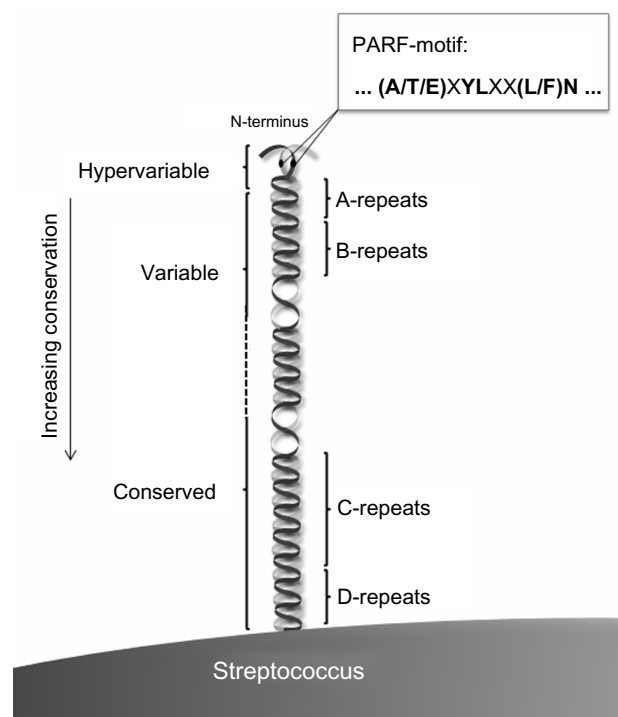 PARF-motif:
... (A/T/E)XYLXX(L/F)N ...
N-terminus
Hypervariable
A-repeats
B-repeats
Variable
Increasing conservation
Conserved
C-repeats
D-repeats
Streptococcus